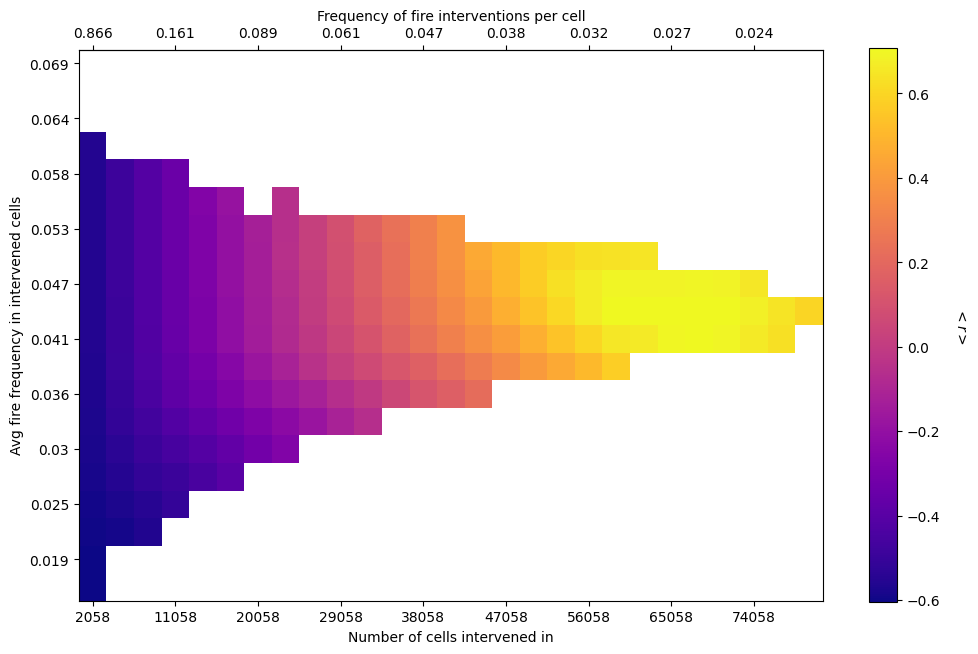 Frequency of fire interventions per cell
0.866 0.161 0.089 0.061 0.047 0.038 0.032 0.027 0.024
Avg fire frequency in intervened cells
0.069
0.064
0.058
0.053
0.047
0.041
0.036
0.03
0.025
0.019
2058 11058 20058 29058 38058 47058 56058 65058 74058
Number of cells intervened in
0.6
0.4
0.2
0.0
−0.2
−0.4
−0.6
< r >